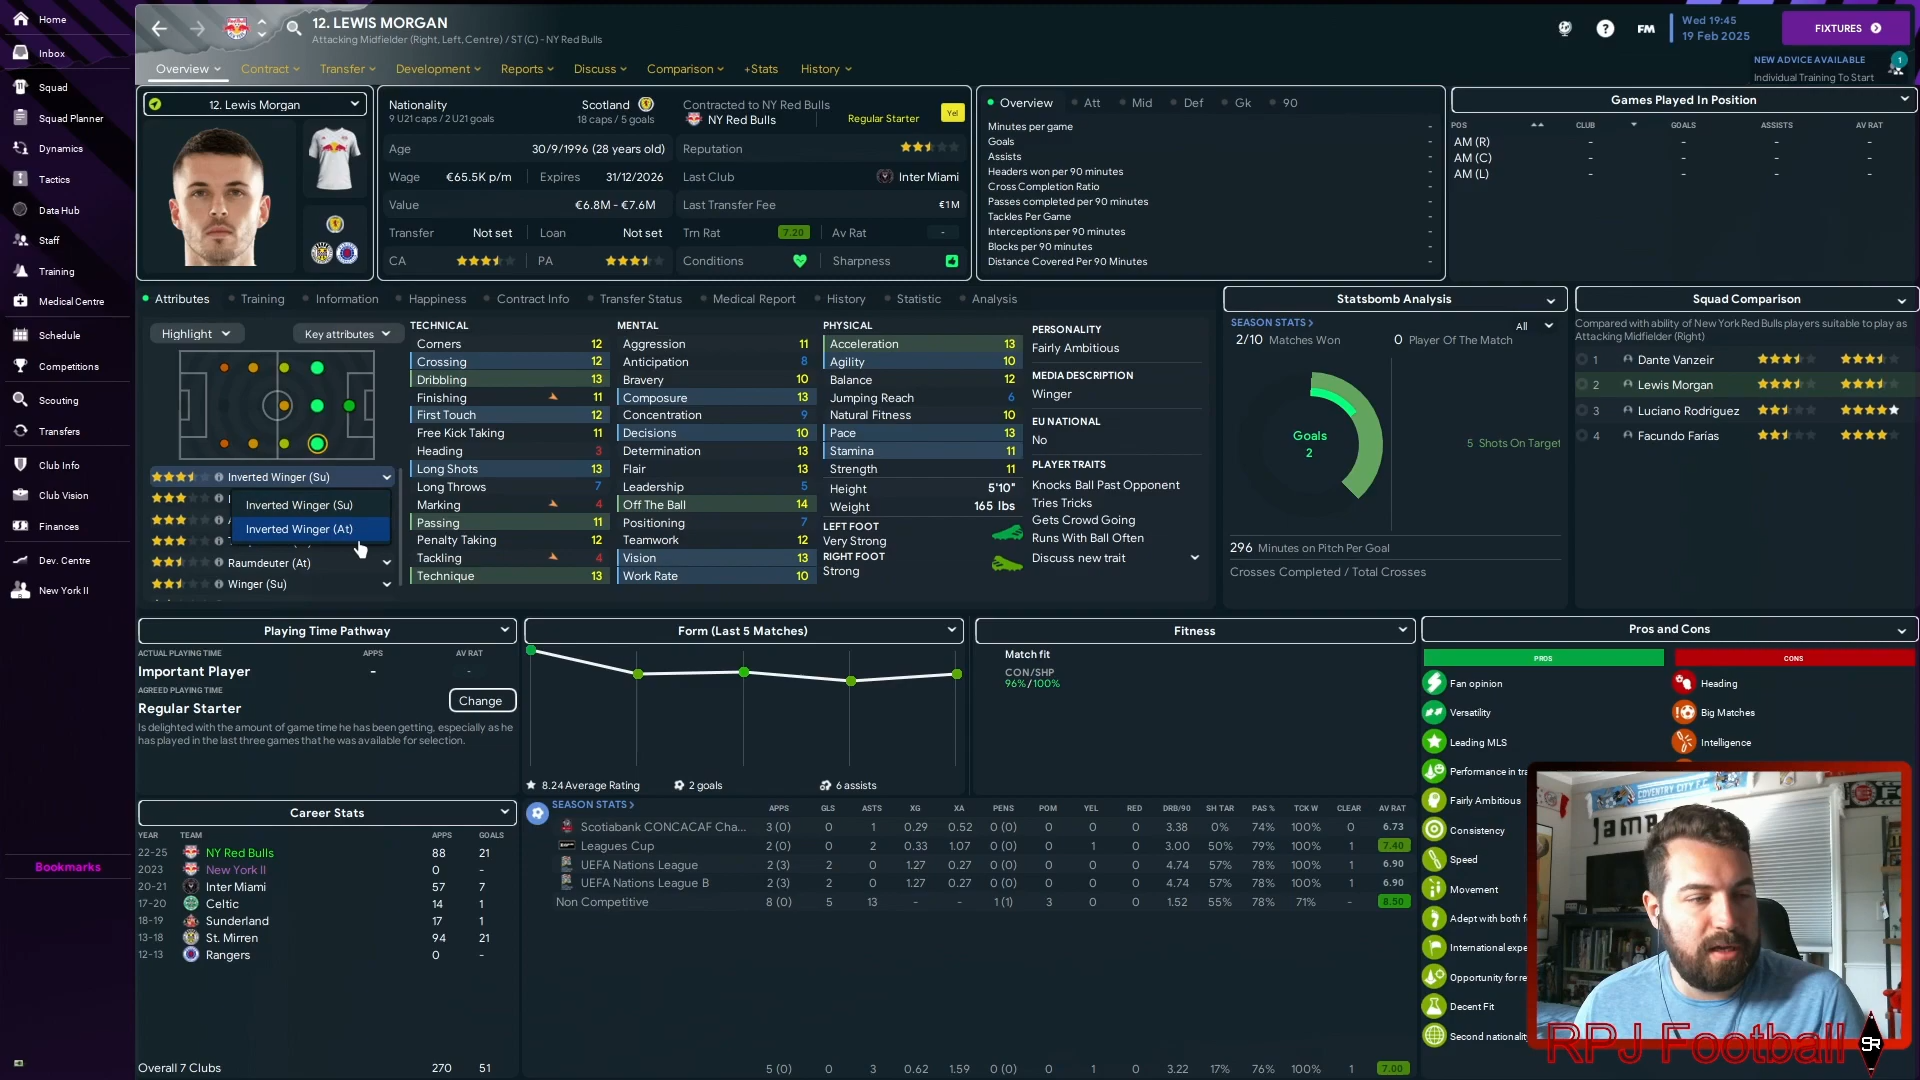 Home
Inbox
Squad
Squad Planner
Dynamics
Tactics
Data Hub
Staff
Training
Medical Centre
Schedule
Competitions
Scouting
Transfers
Club Info
Club Vision
Finances
Dev. Centre
New York II
Bookmarks
12. LEWIS MORGAN
Attacking Midfielder (Right, Left, Centre) / ST (C) - NY Red Bulls
FM
Wed 19:45
19 Feb 2025
FIXTURES
NEW ADVICE AVAILABLE
Individual Training To Start
1
Overview Contract Transfer Development Reports Discuss Comparison +Stats History
12. Lewis Morgan
Nationality Scotland
9 U21 caps / 2 U21 goals 18 caps / 5 goals
Age 30/9/1996 (28 years old)
Wage €65.5K p/m Expires 31/12/2026
Value €6.8M - €7.6M
Transfer Not set Loan Not set
CA PA
Contracted to NY Red Bulls
NY Red Bulls Regular Starter Yel
Reputation
Last Club Inter Miami
Last Transfer Fee €1M
Trn Rat 7.20 Av Rat -
Conditions Sharpness
Overview Att Mid Def Gk 90
Minutes per game -
Goals -
Assists -
Headers won per 90 minutes -
Cross Completion Ratio -
Passes completed per 90 minutes -
Tackles Per Game -
Interceptions per 90 minutes -
Blocks per 90 minutes -
Distance Covered Per 90 Minutes -
Games Played In Position
POS CLUB GOALS ASSISTS AV RAT
AM (R) - - - -
AM (C) - - - -
AM (L) - - - -
Attributes Training Information Happiness Contract Info Transfer Status Medical Report History Statistic Analysis
Highlight Key attributes
Inverted Winger (Su)
Inverted Winger (Su)
Inverted Winger (At)
Raumdeuter (At)
Winger (Su)
TECHNICAL
Corners 12
Crossing 12
Dribbling 13
Finishing 11
First Touch 12
Free Kick Taking 11
Heading 3
Long Shots 13
Long Throws 7
Marking 4
Passing 11
Penalty Taking 12
Tackling 4
Technique 13
MENTAL
Aggression 11
Anticipation 8
Bravery 10
Composure 13
Concentration 9
Decisions 10
Determination 13
Flair 13
Leadership 5
Off The Ball 14
Positioning 7
Teamwork 12
Vision 13
Work Rate 10
PHYSICAL
Acceleration 13
Agility 10
Balance 12
Jumping Reach 6
Natural Fitness 10
Pace 13
Stamina 11
Strength 11
Height 5'10"
Weight 165 lbs
LEFT FOOT
Very Strong
RIGHT FOOT
Strong
PERSONALITY
Fairly Ambitious
MEDIA DESCRIPTION
Winger
EU NATIONAL
No
PLAYER TRAITS
Knocks Ball Past Opponent
Tries Tricks
Gets Crowd Going
Runs With Ball Often
Discuss new trait
Statsbomb Analysis
SEASON STATS >
All
2/10 Matches Won 0 Player Of The Match
Goals
2
5 Shots On Target
296 Minutes on Pitch Per Goal
Crosses Completed / Total Crosses
Squad Comparison
Compared with ability of New York Red Bulls players suitable to play as
Attacking Midfielder (Right)
1 Dante Vanzeir
2 Lewis Morgan
3 Luciano Rodríguez
4 Facundo Farías
Playing Time Pathway
ACTUAL PLAYING TIME APPS AV RAT
Important Player - -
AGREED PLAYING TIME
Regular Starter
Change
Is delighted with the amount of game time he has been getting, especially as he
has played in the last three games that he was available for selection.
Form (Last 5 Matches)
8.24 Average Rating 2 goals 6 assists
Fitness
Match fit
CON/SHP
96%/100%
Pros and Cons
PROS CONS
Fan opinion Heading
Versatility Big Matches
Leading MLS Intelligence
Performance in tra
Fairly Ambitious
Consistency
Speed
Movement
Adept with both f
International expe
Opportunity for re
Decent Fit
Second nationalit
Career Stats
YEAR TEAM APPS GOALS
22-25 NY Red Bulls 88 21
2023 New York II 0 -
20-21 Inter Miami 57 7
17-20 Celtic 14 1
18-19 Sunderland 17 1
13-18 St. Mirren 94 21
12-13 Rangers 0 -
Overall 7 Clubs 270 51
SEASON STATS > APPS GLS ASTS XG XA PENS POM YEL RED DRB/90 SH TAR PAS % TCK W CLEAR AV RAT
Scotiabank CONCACAF Cha... 3 (0) 0 1 0.29 0.52 0 (0) 0 0 0 3.38 0% 74% 100% 0 6.73
Leagues Cup 2 (0) 0 2 0.33 1.07 0 (0) 0 1 0 3.00 50% 79% 100% 1 7.40
UEFA Nations League 2 (3) 2 0 1.27 0.27 0 (0) 0 0 0 4.74 57% 78% 100% 1 6.90
UEFA Nations League B 2 (3) 2 0 1.27 0.27 0 (0) 0 0 0 4.74 57% 78% 100% 1 6.90
Non Competitive 8 (0) 5 13 - - 1 (1) 3 0 0 1.52 55% 78% 71% - 8.50
5 (0) 0 3 0.62 1.59 0 (0) 0 1 0 3.22 17% 76% 100% 1 7.00
COVENTRY CITY F.C.
RPJ Football